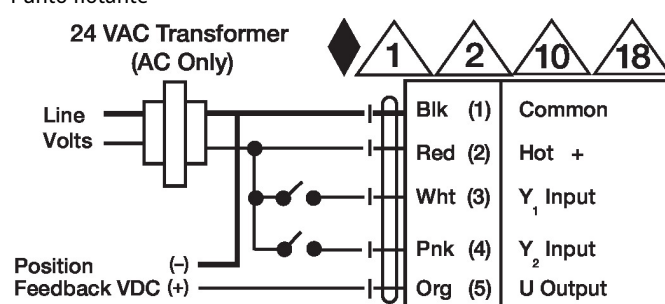 Punto flotante
24 VAC Transformer
(AC Only)
1 2 10 18
Line
Volts
Blk (1) Common
Red (2) Hot +
Wht (3) Y1 Input
Pnk (4) Y2 Input
Position (-)
Feedback VDC (+)
Org (5) U Output